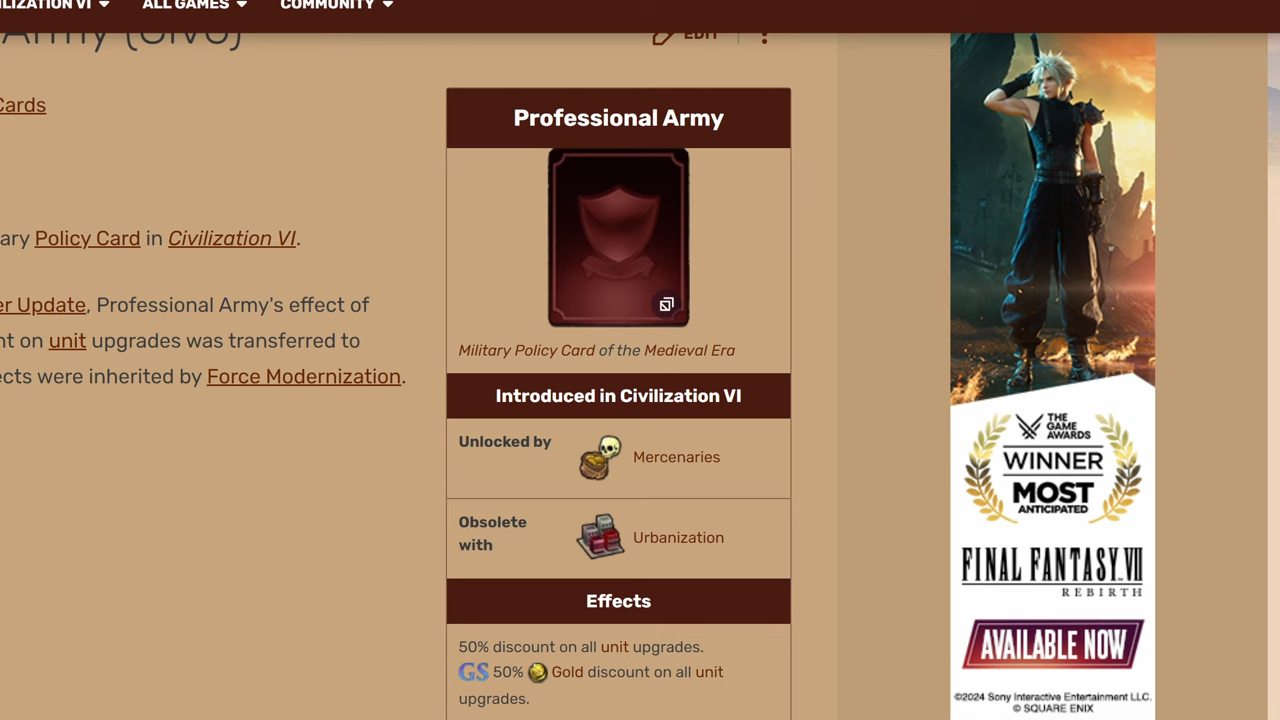 ILIZATION VI
ALL GAMES
COMMUNITY
Army (Civ6)
EDIT
Cards
Professional Army
Military Policy Card of the Medieval Era
ary Policy Card in Civilization VI.
er Update, Professional Army's effect of
nt on unit upgrades was transferred to
ects were inherited by Force Modernization.
Introduced in Civilization VI
Unlocked by
Mercenaries
Obsolete
with
Urbanization
Effects
50% discount on all unit upgrades.
GS 50% Gold discount on all unit
upgrades.
THE
GAME
AWARDS
WINNER
MOST
ANTICIPATED
FINAL FANTASY VII
REBIRTH
AVAILABLE NOW
©2024 Sony Interactive Entertainment LLC.
© SQUARE ENIX